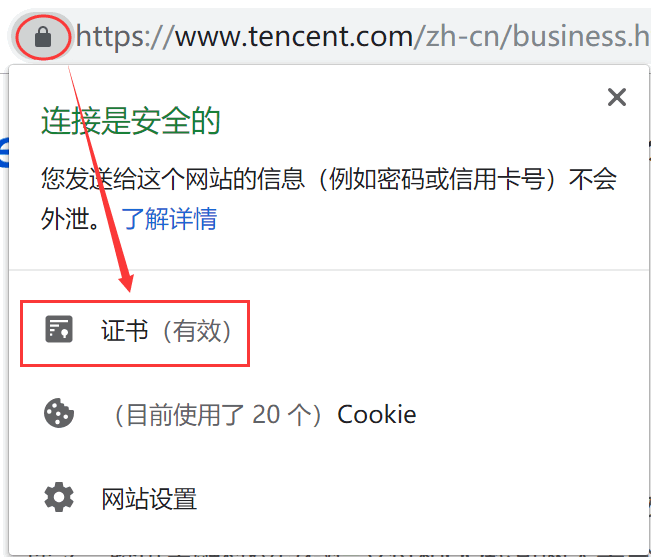 https://www.tencent.com/zh-cn/business.h
连接是安全的
您发送给这个网站的信息（例如密码或信用卡号）不会
外泄。 了解详情
证书（有效）
（目前使用了 20 个）Cookie
网站设置